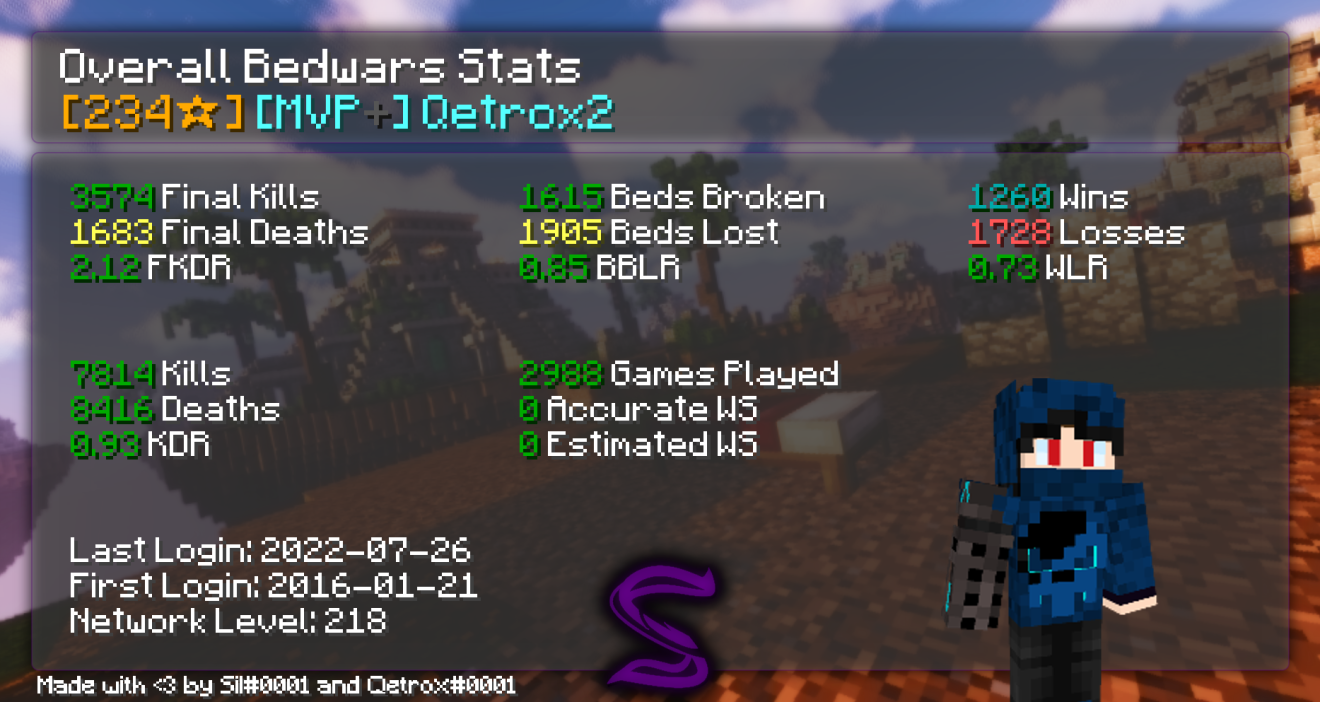 Overall Bedwars Stats
[234✫] [MVP+] Qetrox2
3574 Final Kills
1683 Final Deaths
2.12 FKDR
1615 Beds Broken
1905 Beds Lost
0.85 BBLR
1260 Wins
1728 Losses
0.73 WLR
7814 Kills
8416 Deaths
0.93 KDR
2988 Games Played
0 Accurate WS
0 Estimated WS
Last Login: 2022-07-26
First Login: 2016-01-21
Network Level: 218
S
Made with <3 by Sil#0001 and Qetrox#0001